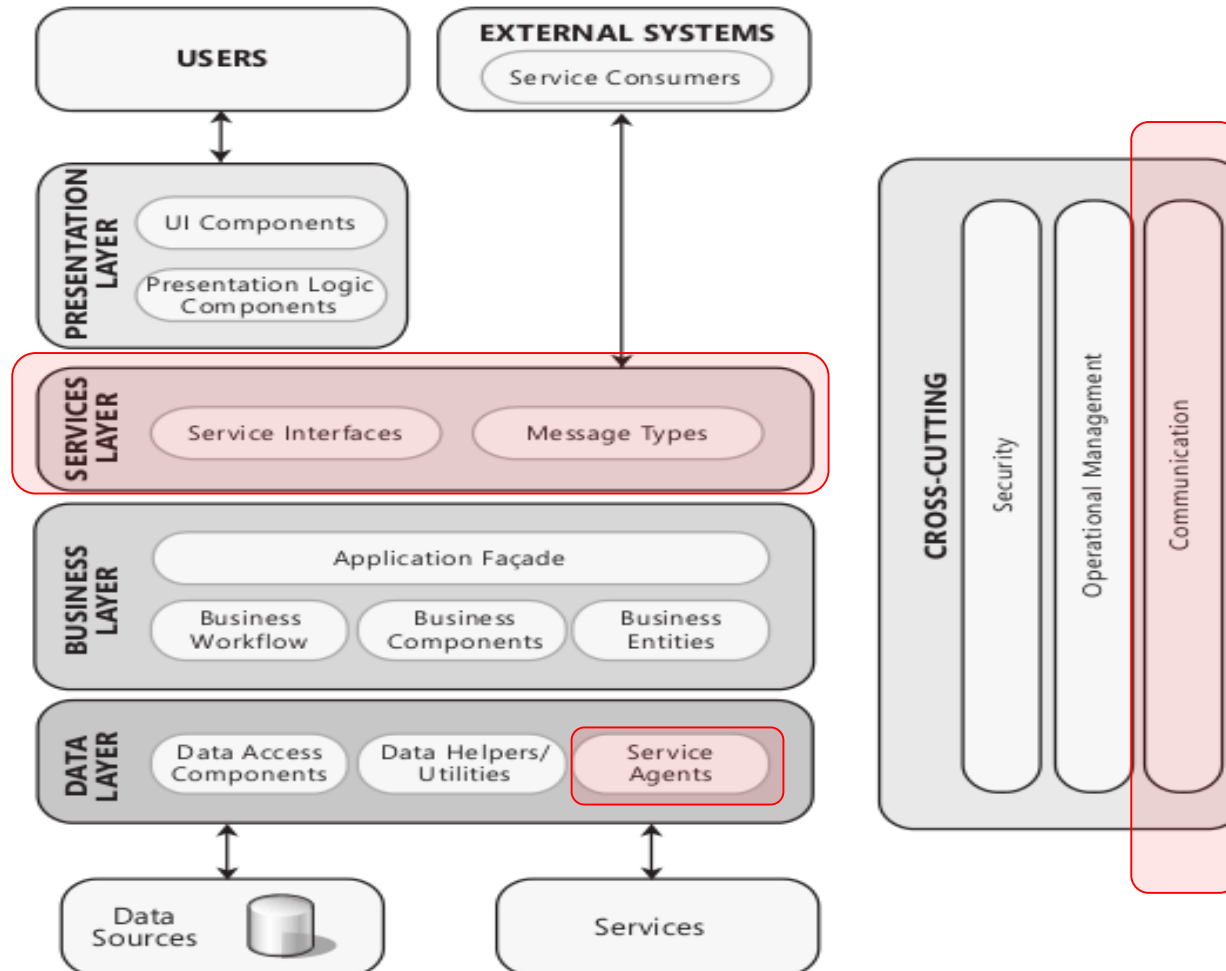 USERS
EXTERNAL SYSTEMS
Service Consumers
PRESENTATION
LAYER
UI Components
Presentation Logic
Components
SERVICES
LAYER
Service Interfaces
Message Types
BUSINESS
LAYER
Application Façade
Business
Workflow
Business
Components
Business
Entities
DATA
LAYER
Data Access
Components
Data Helpers/
Utilities
Service
Agents
Data
Sources
Services
CROSS-CUTTING
Security
Operational Management
Communication